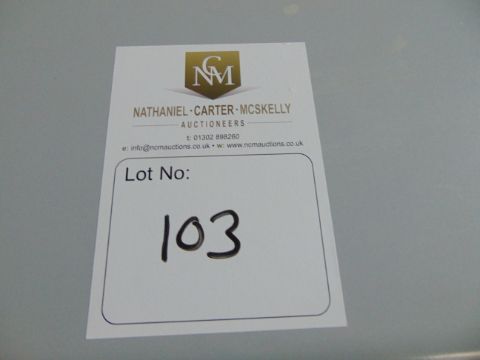 NCM
NATHANIEL·CARTER·MCSKELLY
AUCTIONEERS
t: 01302 898260
e: info@ncmauctions.co.uk • w: www.ncmauctions.co.uk
Lot No:
103